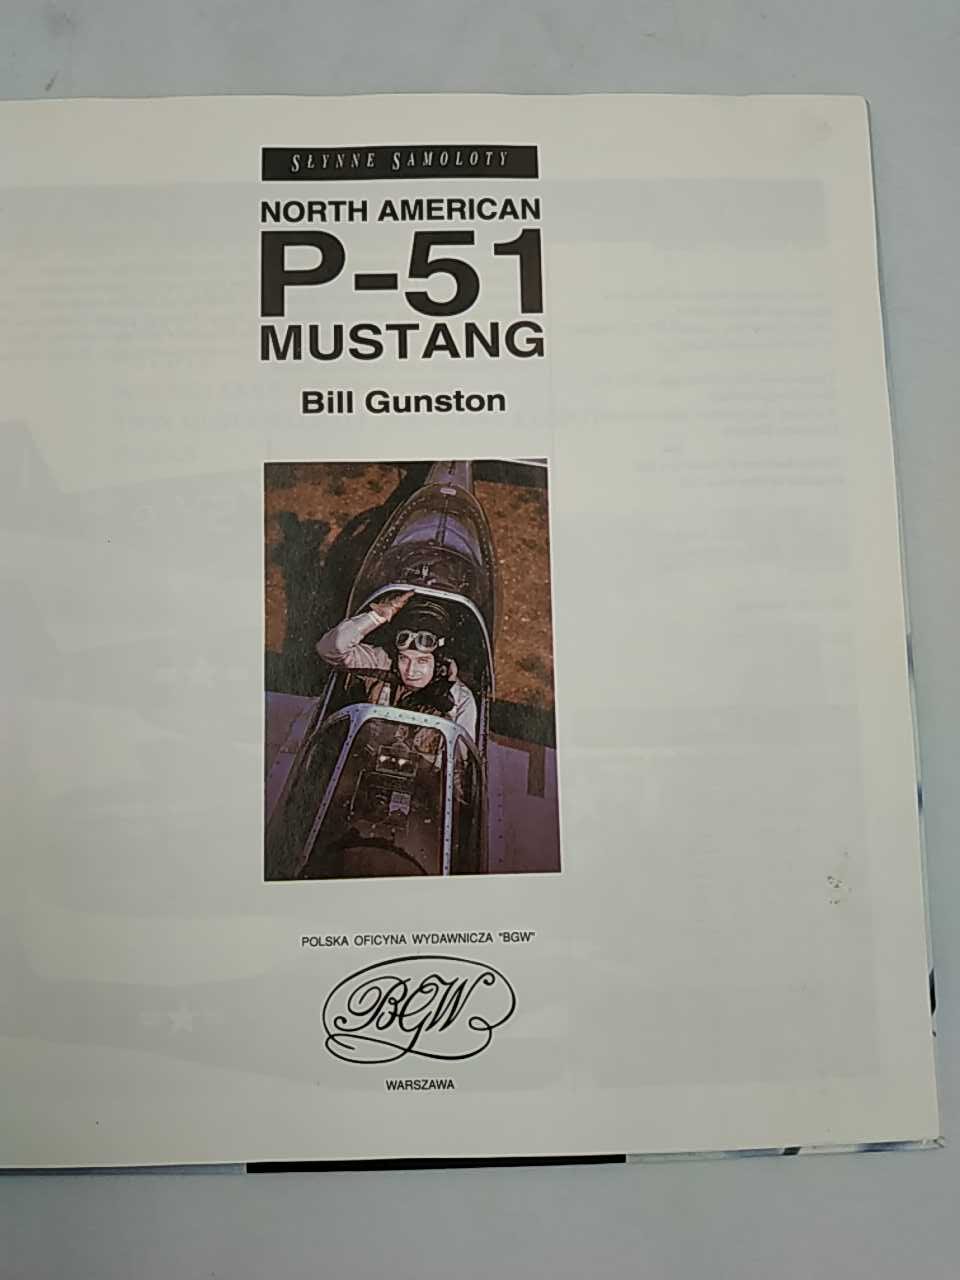 SŁYNNE SAMOLOTY
NORTH AMERICAN
P-51
MUSTANG
Bill Gunston
POLSKA OFICYNA WYDAWNICZA "BGW"
BGW
WARSZAWA